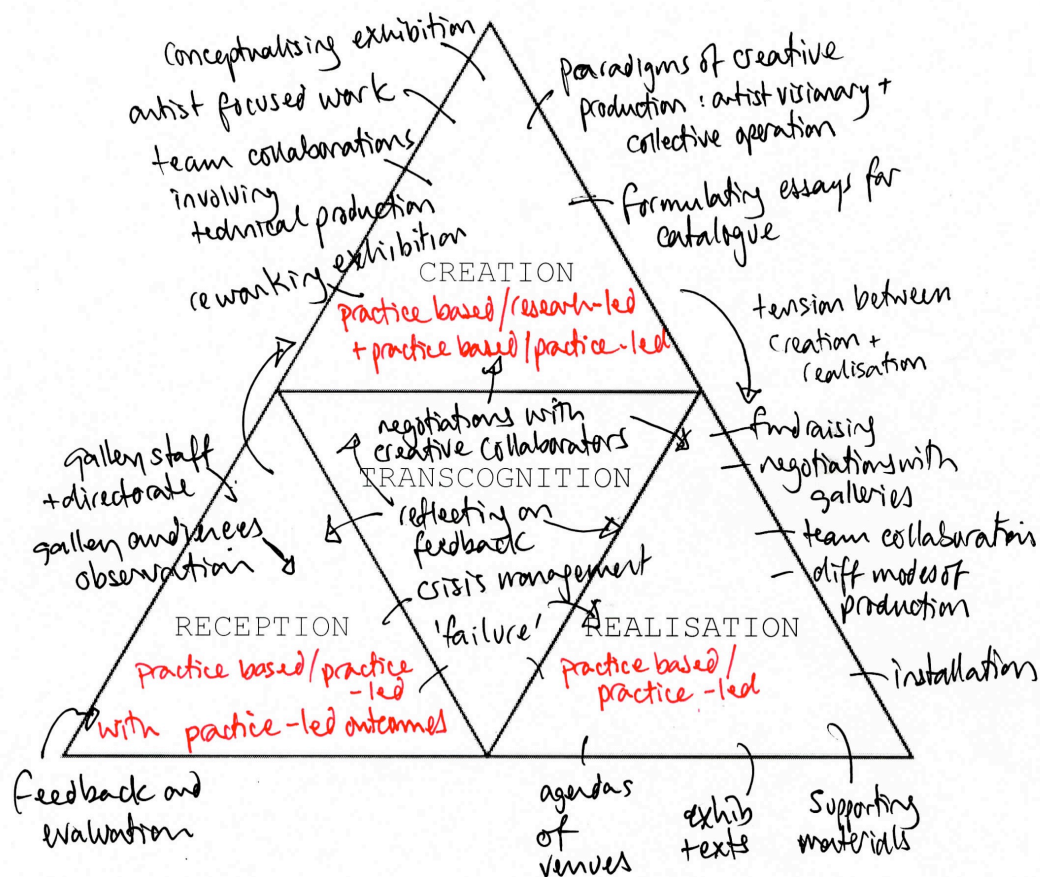 conceptualising exhibition
artist focused work
team collaborations
involving
technical production
reworking exhibition
paradigms of creative
production : artist visionary +
collective operation
formulating essays for
catalogue
CREATION
practice based/research-led
+ practice based/practice-led
tension between
creation +
realisation
negotiations with
creative collaborators
TRANSCOGNITION
reflecting on
feedback
crisis management
'failure'
gallery staff
+ directorate
gallery audiences
observation
fundraising
negotiations with
galleries
team collaboration
diff modes of
production
installation
RECEPTION
practice based/practice
-led
with practice-led outcomes
REALISATION
practice based/
practice-led
feedback and
evaluation
agendas
of
venues
exhib
texts
supporting
materials